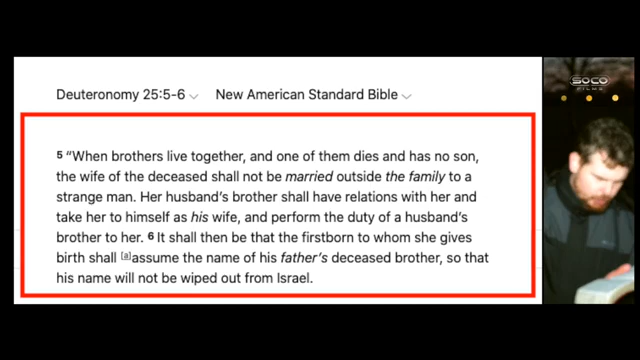 Deuteronomy 25:5-6 New American Standard Bible
SOCO
FILMS
5 “When brothers live together, and one of them dies and has no son,
the wife of the deceased shall not be married outside the family to a
strange man. Her husband’s brother shall have relations with her and
take her to himself as his wife, and perform the duty of a husband’s
brother to her. 6 It shall then be that the firstborn to whom she gives
birth shall [a]assume the name of his father’s deceased brother, so that
his name will not be wiped out from Israel.